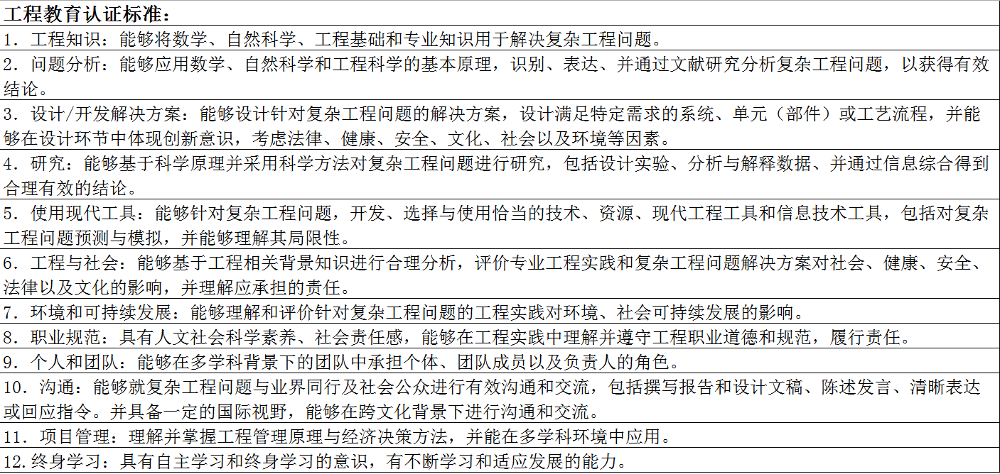 工程教育认证标准：
1. 工程知识：能够将数学、自然科学、工程基础和专业知识用于解决复杂工程问题。
2. 问题分析：能够应用数学、自然科学和工程科学的基本原理，识别、表达、并通过文献研究分析复杂工程问题，以获得有效
结论。
3. 设计/开发解决方案：能够设计针对复杂工程问题的解决方案，设计满足特定需求的系统、单元（部件）或工艺流程，并能
够在设计环节中体现创新意识，考虑法律、健康、安全、文化、社会以及环境等因素。
4. 研究：能够基于科学原理并采用科学方法对复杂工程问题进行研究，包括设计实验、分析与解释数据、并通过信息综合得到
合理有效的结论。
5. 使用现代工具：能够针对复杂工程问题，开发、选择与使用恰当的技术、资源、现代工程工具和信息技术工具，包括对复杂
工程问题预测与模拟，并能够理解其局限性。
6. 工程与社会：能够基于工程相关背景知识进行合理分析，评价专业工程实践和复杂工程问题解决方案对社会、健康、安全、
法律以及文化的影响，并理解应承担的责任。
7. 环境和可持续发展：能够理解和评价针对复杂工程问题的工程实践对环境、社会可持续发展的影响。
8. 职业规范：具有人文社会科学素养、社会责任感，能够在工程实践中理解并遵守工程职业道德和规范，履行责任。
9. 个人和团队：能够在多学科背景下的团队中承担个体、团队成员以及负责人的角色。
10. 沟通：能够就复杂工程问题与业界同行及社会公众进行有效沟通和交流，包括撰写报告和设计文稿、陈述发言、清晰表达
或回应指令。并具备一定的国际视野，能够在跨文化背景下进行沟通和交流。
11. 项目管理：理解并掌握工程管理原理与经济决策方法，并能在多学科环境中应用。
12.终身学习：具有自主学习和终身学习的意识，有不断学习和适应发展的能力。